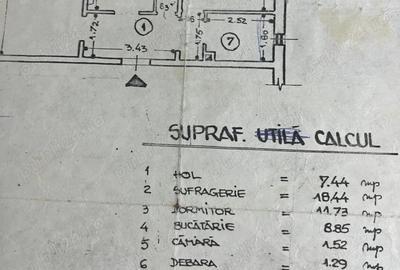 63
1
6
2.52
1.72
1.75
7
1.80
3.43
SUPRAF. UTILĂ CALCUL
1 HOL = 7.44 mp
2 SUFRAGERIE = 18.44 mp
3 DORMITOR = 11.73 mp
4 BUCĂTĂRIE = 8.85 mp
5 CĂMARĂ = 1.52 mp
6 DEBARA = 1.29 mp